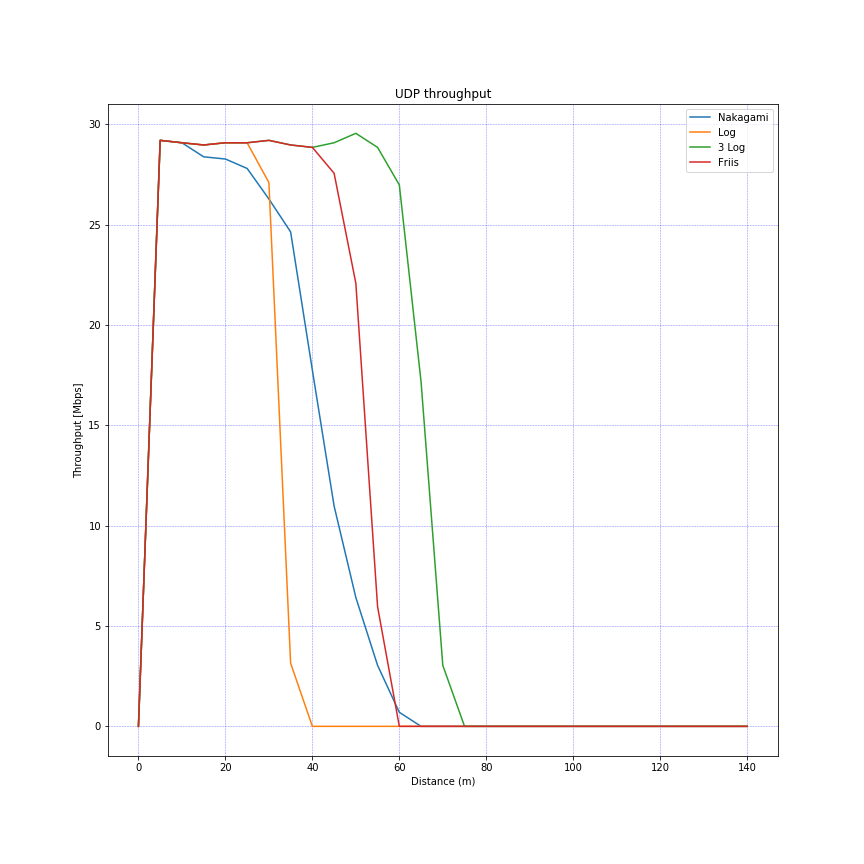 UDP throughput
Nakagami
Log
3 Log
Friis
Throughput [Mbps]
30
25
20
15
10
5
0
0 20 40 60 80 100 120 140
Distance (m)